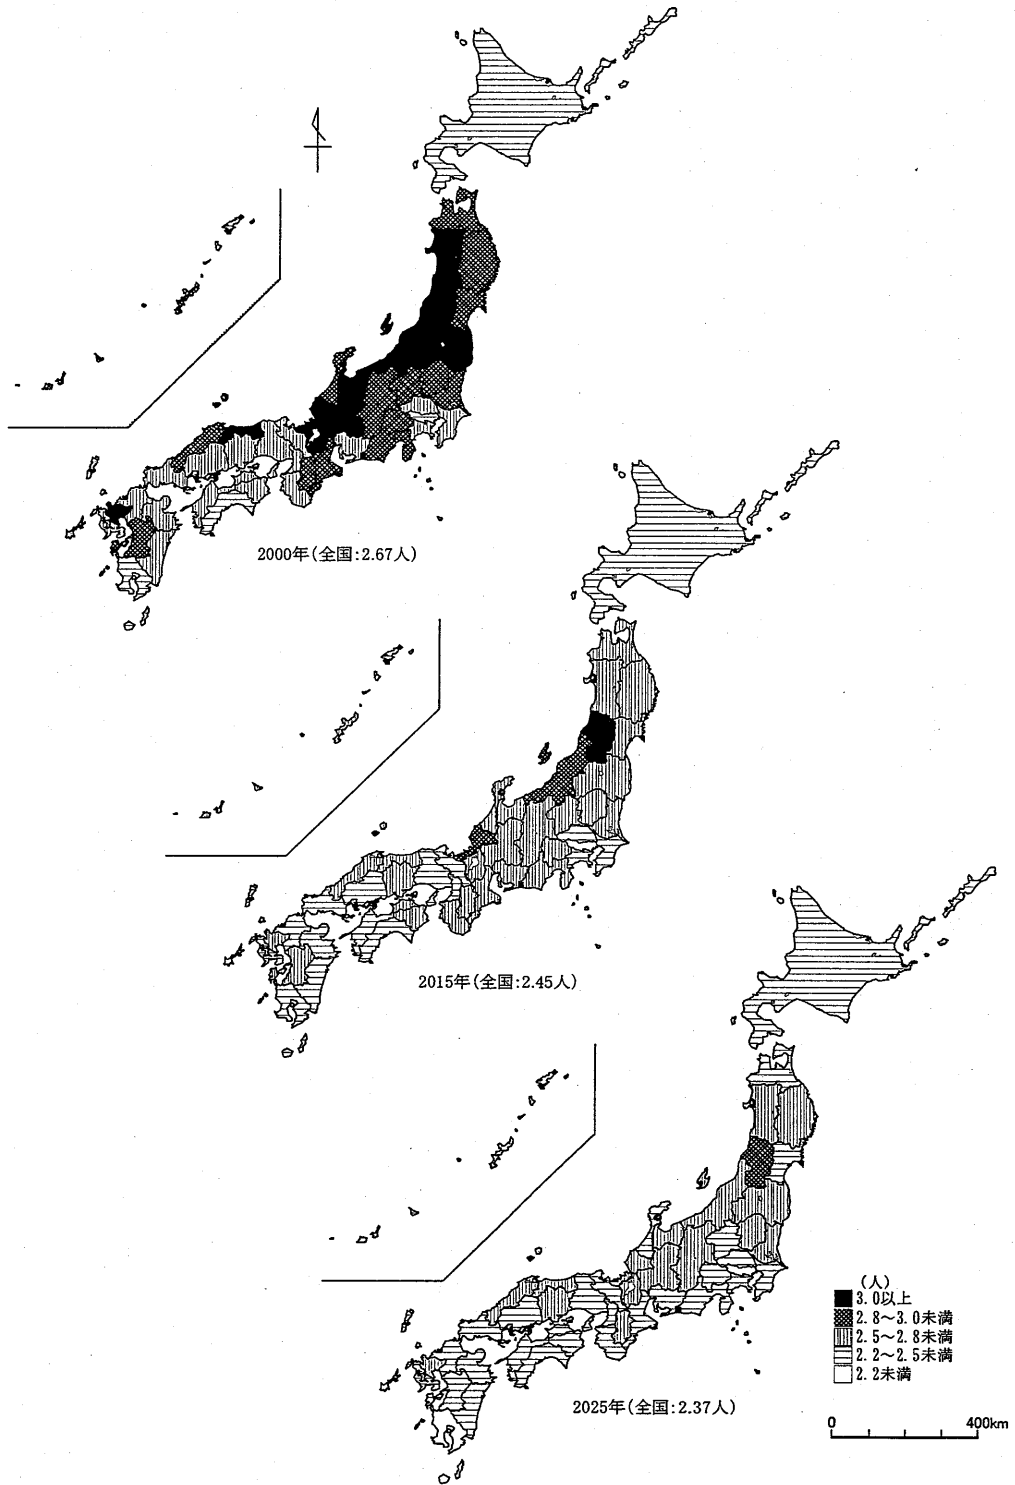 2000年(全国:2.67人)
2015年(全国:2.45人)
2025年(全国:2.37人)
(人)
3.0以上
2.8〜3.0未満
2.5〜2.8未満
2.2〜2.5未満
2.2未満
0 400km